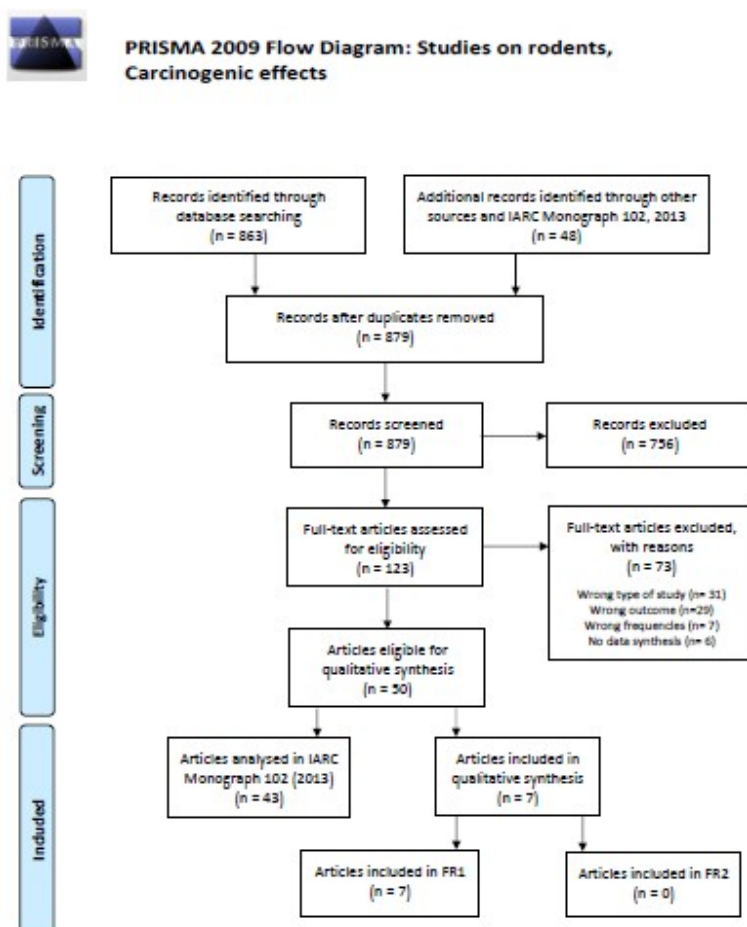 PRISMA
PRISMA 2009 Flow Diagram: Studies on rodents,
Carcinogenic effects
Identification
Records identified through
database searching
(n = 863)
Additional records identified through other
sources and IARC Monograph 102, 2013
(n = 48)
Records after duplicates removed
(n = 879)
Screening
Records screened
(n = 879)
Records excluded
(n = 756)
Eligibility
Full-text articles assessed
for eligibility
(n = 123)
Full-text articles excluded,
with reasons
(n = 73)
Wrong type of study (n= 31)
Wrong outcome (n=29)
Wrong frequencies (n= 7)
No data synthesis (n= 6)
Articles eligible for
qualitative synthesis
(n = 50)
Included
Articles analysed in IARC
Monograph 102 (2013)
(n = 43)
Articles included in
qualitative synthesis
(n = 7)
Articles included in FR1
(n = 7)
Articles included in FR2
(n = 0)